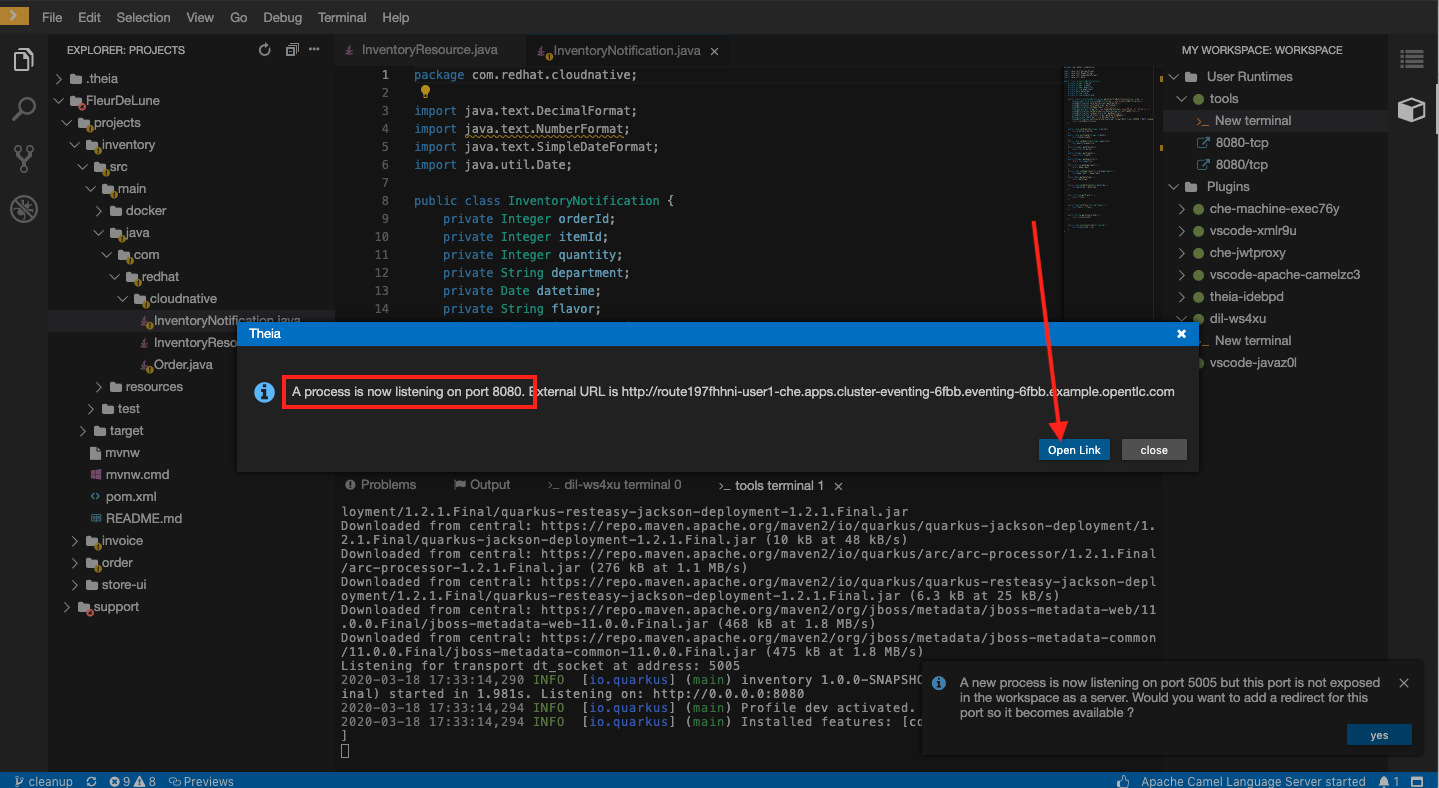 File Edit Selection View Go Debug Terminal Help
EXPLORER: PROJECTS
.theia
FleurDeLune
projects
inventory
src
main
docker
java
com
redhat
cloudnative
InventoryNotification.java
InventoryReso
Order.java
resources
test
target
mvnw
mvnw.cmd
pom.xml
README.md
invoice
order
store-ui
support
InventoryResource.java
InventoryNotification.java
1 package com.redhat.cloudnative;
2
3 import java.text.DecimalFormat;
4 import java.text.NumberFormat;
5 import java.text.SimpleDateFormat;
6 import java.util.Date;
7
8 public class InventoryNotification {
9 private Integer orderId;
10 private Integer itemId;
11 private Integer quantity;
12 private String department;
13 private Date datetime;
14 private String flavor;
MY WORKSPACE: WORKSPACE
User Runtimes
tools
New terminal
8080-tcp
8080/tcp
Plugins
che-machine-exec76y
vscode-xmlr9u
che-jwtproxy
vscode-apache-camelzc3
theia-idebpd
dil-ws4xu
New terminal
vscode-javaz0l
Theia
A process is now listening on port 8080. External URL is http://route197fhhni-user1-che.apps.cluster-eventing-6fbb.eventing-6fbb.example.opentlc.com
Open Link
close
Problems Output >_ dil-ws4xu terminal 0 >_ tools terminal 1
loyment/1.2.1.Final/quarkus-resteasy-jackson-deployment-1.2.1.Final.jar
Downloaded from central: https://repo.maven.apache.org/maven2/io/quarkus/quarkus-jackson-deployment/1.
2.1.Final/quarkus-jackson-deployment-1.2.1.Final.jar (10 kB at 48 kB/s)
Downloaded from central: https://repo.maven.apache.org/maven2/io/quarkus/arc/arc-processor/1.2.1.Final
/arc-processor-1.2.1.Final.jar (276 kB at 1.1 MB/s)
Downloaded from central: https://repo.maven.apache.org/maven2/io/quarkus/quarkus-resteasy-jackson-depl
oyment/1.2.1.Final/quarkus-resteasy-jackson-deployment-1.2.1.Final.jar (6.3 kB at 25 kB/s)
Downloaded from central: https://repo.maven.apache.org/maven2/org/jboss/metadata/jboss-metadata-web/11
.0.0.Final/jboss-metadata-web-11.0.0.Final.jar (468 kB at 1.8 MB/s)
Downloaded from central: https://repo.maven.apache.org/maven2/org/jboss/metadata/jboss-metadata-common
/11.0.0.Final/jboss-metadata-common-11.0.0.Final.jar (475 kB at 1.8 MB/s)
Listening for transport dt_socket at address: 5005
2020-03-18 17:33:14,290 INFO [io.quarkus] (main) inventory 1.0.0-SNAPSHO
inal) started in 1.981s. Listening on: http://0.0.0.0:8080
2020-03-18 17:33:14,294 INFO [io.quarkus] (main) Profile dev activated.
2020-03-18 17:33:14,294 INFO [io.quarkus] (main) Installed features: [cd
]
A new process is now listening on port 5005 but this port is not exposed
in the workspace as a server. Would you want to add a redirect for this
port so it becomes available ?
yes
cleanup 9 8 Previews
Apache Camel Language Server started 1